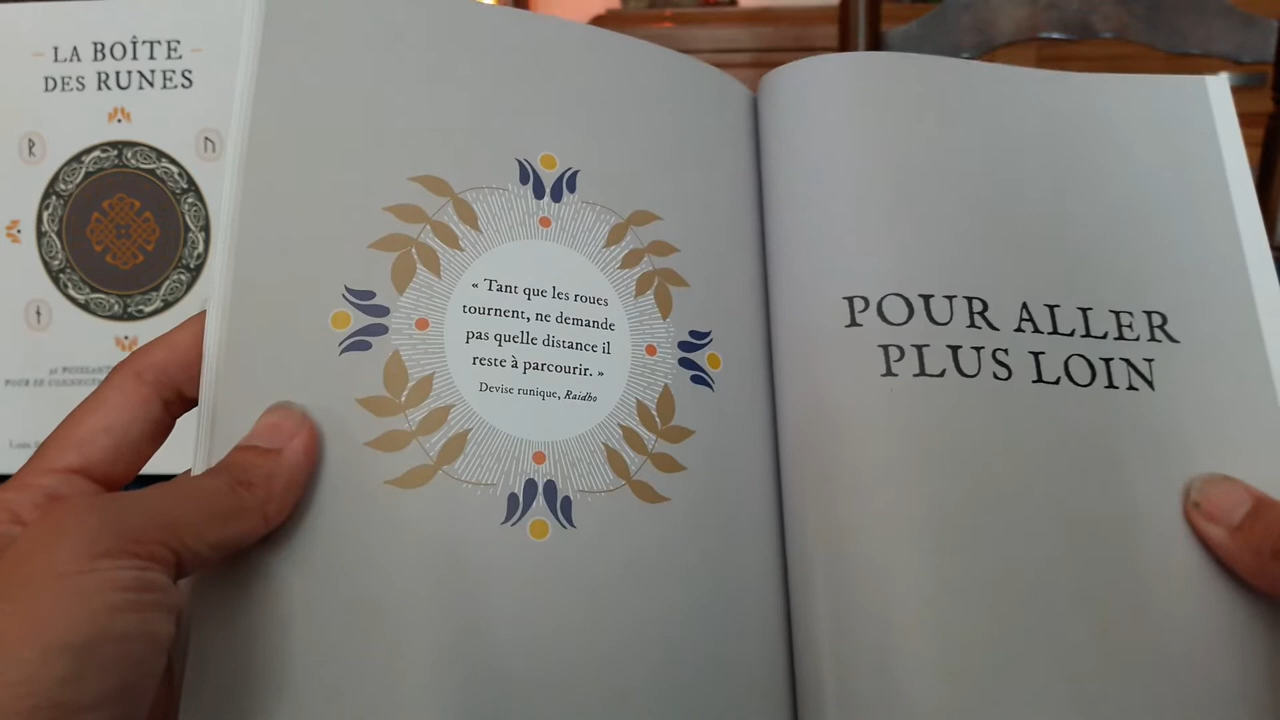 LA BOÎTE
DES RUNES
« Tant que les roues
tournent, ne demande
pas quelle distance il
reste à parcourir. »
Devise runique, Raidho
POUR ALLER
PLUS LOIN